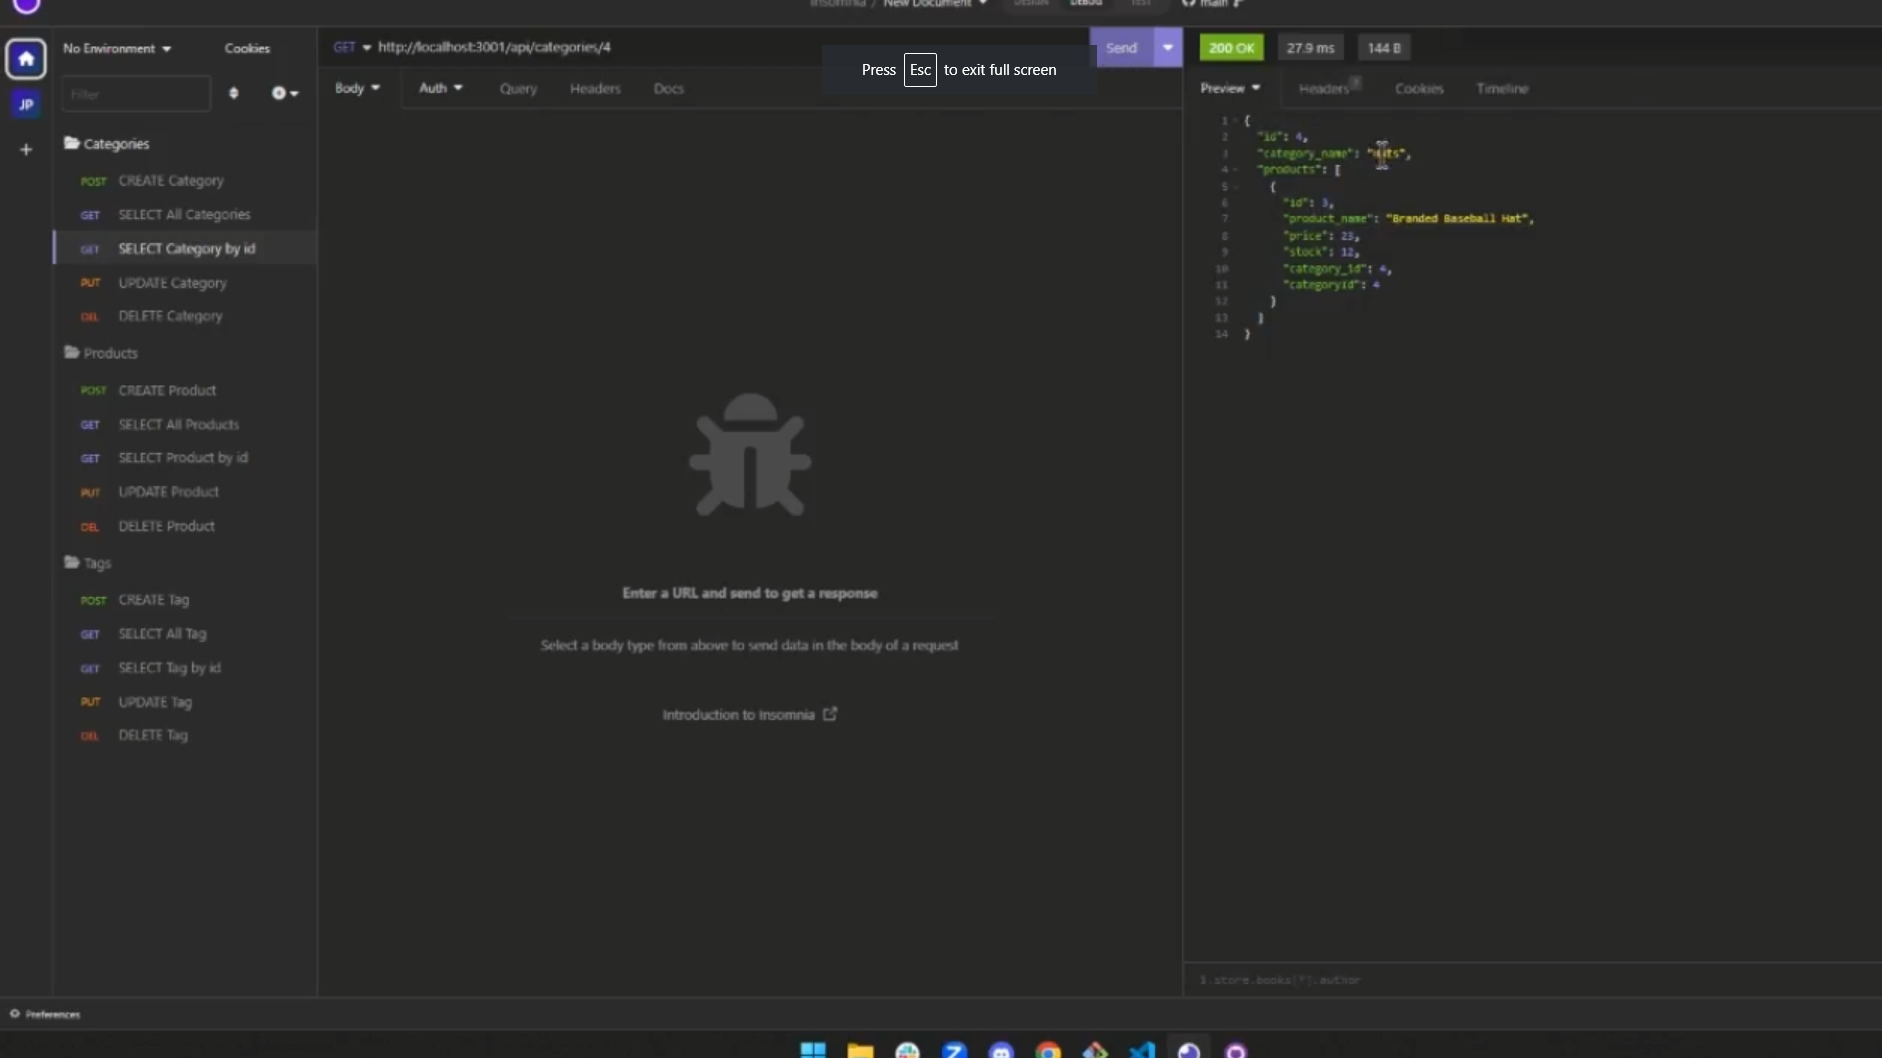 Insomnia / New Document
DESIGN DEBUG TEST
main
No Environment
Cookies
GET http://localhost:3001/api/categories/4
Send
200 OK
27.9 ms
144 B
Press Esc to exit full screen
Filter
Body
Auth
Query
Headers
Docs
Preview
Headers
Cookies
Timeline
JP
Categories
POST CREATE Category
GET SELECT All Categories
GET SELECT Category by id
PUT UPDATE Category
DEL DELETE Category
Products
POST CREATE Product
GET SELECT All Products
GET SELECT Product by id
PUT UPDATE Product
DEL DELETE Product
Tags
POST CREATE Tag
GET SELECT All Tag
GET SELECT Tag by id
PUT UPDATE Tag
DEL DELETE Tag
Enter a URL and send to get a response
Select a body type from above to send data in the body of a request
Introduction to Insomnia
1 {
2 "id": 4,
3 "category_name":
4 "products": [
5 {
6 "id": 3,
7 "product_name": "Branded Baseball Hat",
8 "price": 23,
9 "stock": 12,
10 "category_id": 4,
11 "categoryId": 4
12 }
13 ]
14 }
$.store.books[*].author
Preferences